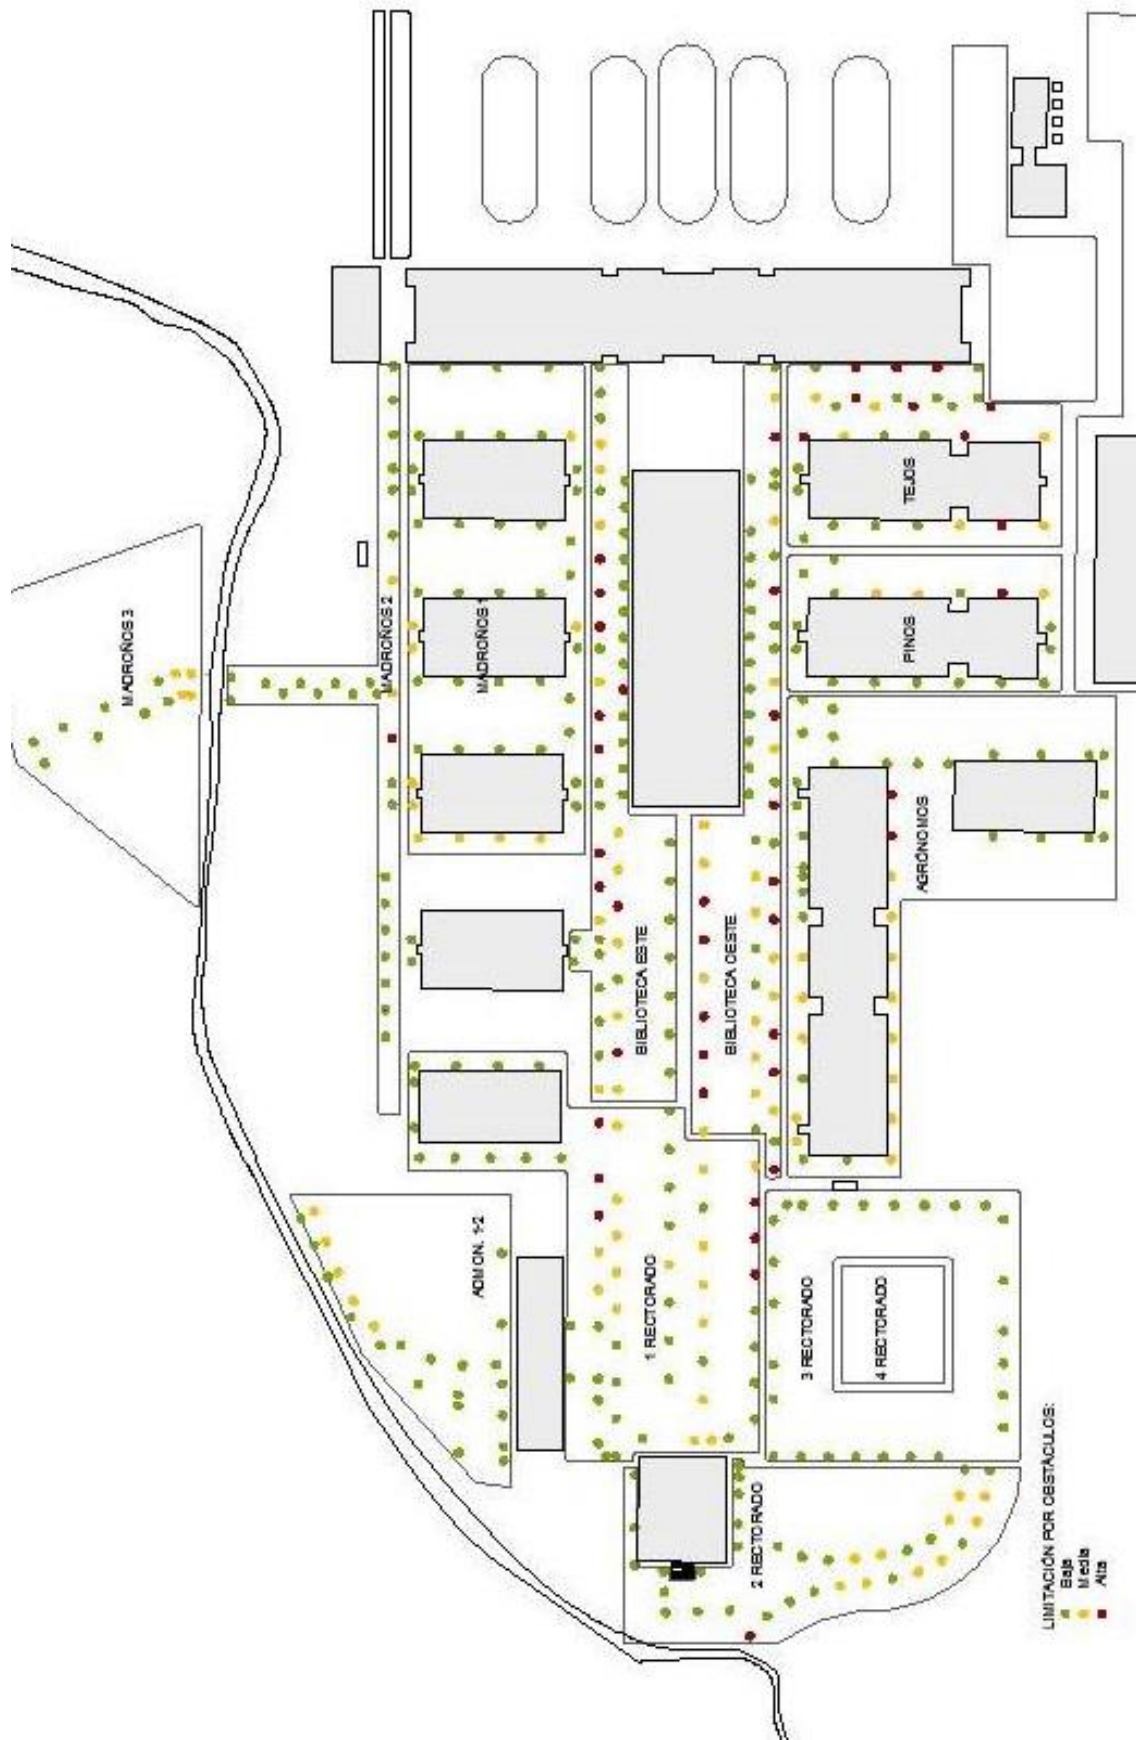 MADROÑOS 3
MADROÑOS 2
MADROÑOS 1
TEJOS
PINOS
AGRÓNOMOS
BIBLIOTECA ESTE
BIBLIOTECA OESTE
ADMON. 1-2
1 RECTORADO
3 RECTORADO
4 RECTORADO
2 RECTORADO
LIMITACIÓN POR OBSTÁCULOS:
Baja
Media
Alta